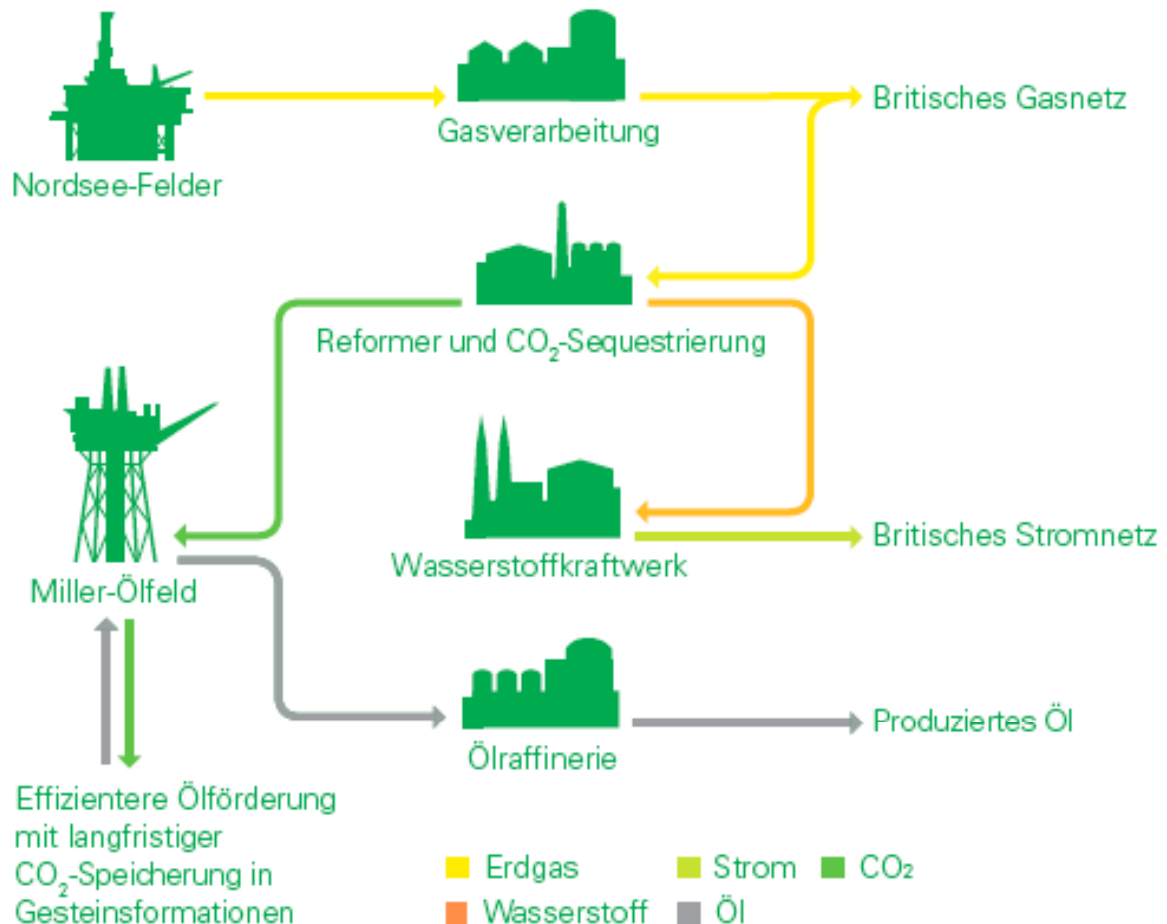 Britisches Gasnetz
Gasverarbeitung
Nordsee-Felder
Reformer und CO₂-Sequestrierung
Britisches Stromnetz
Wasserstoffkraftwerk
Miller-Ölfeld
Produziertes Öl
Ölraffinerie
Effizientere Ölförderung
mit langfristiger
CO₂-Speicherung in
Gesteinsformationen
Erdgas
Strom
CO₂
Wasserstoff
Öl